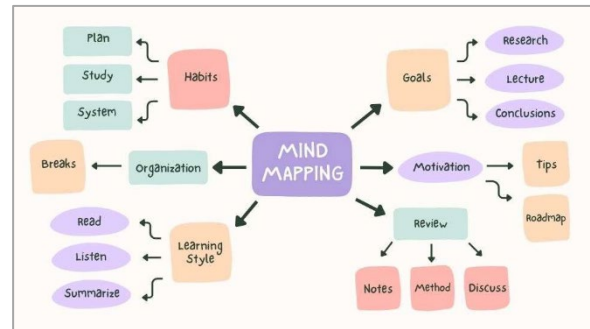 Plan
Study
System
Habits
Goals
Research
Lecture
Conclusions
MIND
MAPPING
Breaks
Organization
Motivation
Tips
Roadmap
Read
Listen
Summarize
Learning
Style
Review
Notes
Method
Discuss